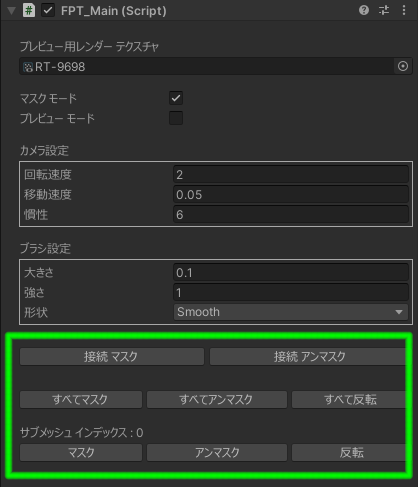 FPT_Main (Script)
プレビュー用レンダー テクスチャ
RT-9698
マスク モード
プレビュー モード
カメラ設定
回転速度 2
移動速度 0.05
慣性 6
ブラシ設定
大きさ 0.1
強さ 1
形状 Smooth
接続 マスク 接続 アンマスク
すべてマスク すべてアンマスク すべて反転
サブメッシュ インデックス : 0
マスク アンマスク 反転